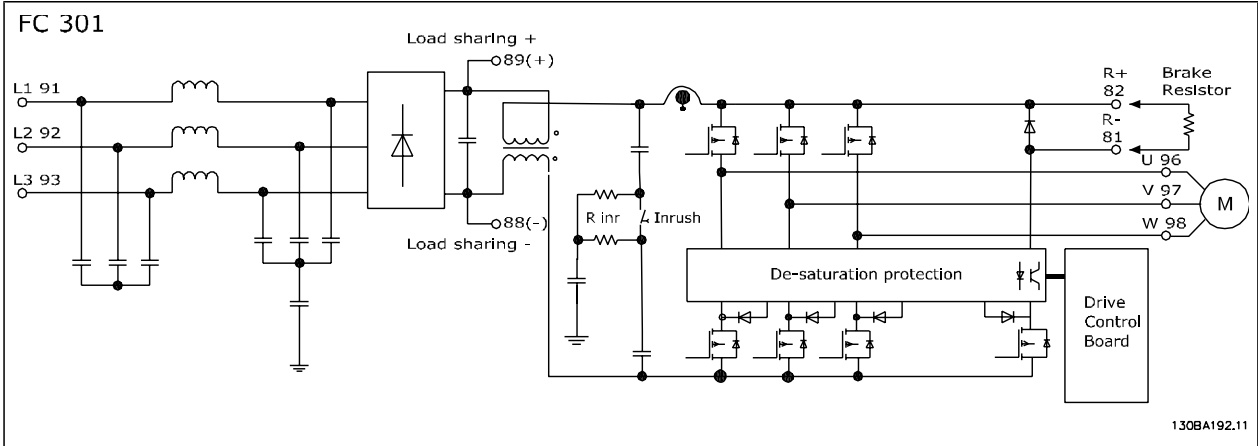 FC 301
Load sharing +
89(+)
L1 91
L2 92
L3 93
88(-)
Load sharing -
R inr
Inrush
R+
82
R-
81
Brake
Resistor
U 96
V 97
W 98
M
De-saturation protection
Drive
Control
Board
130BA192.11